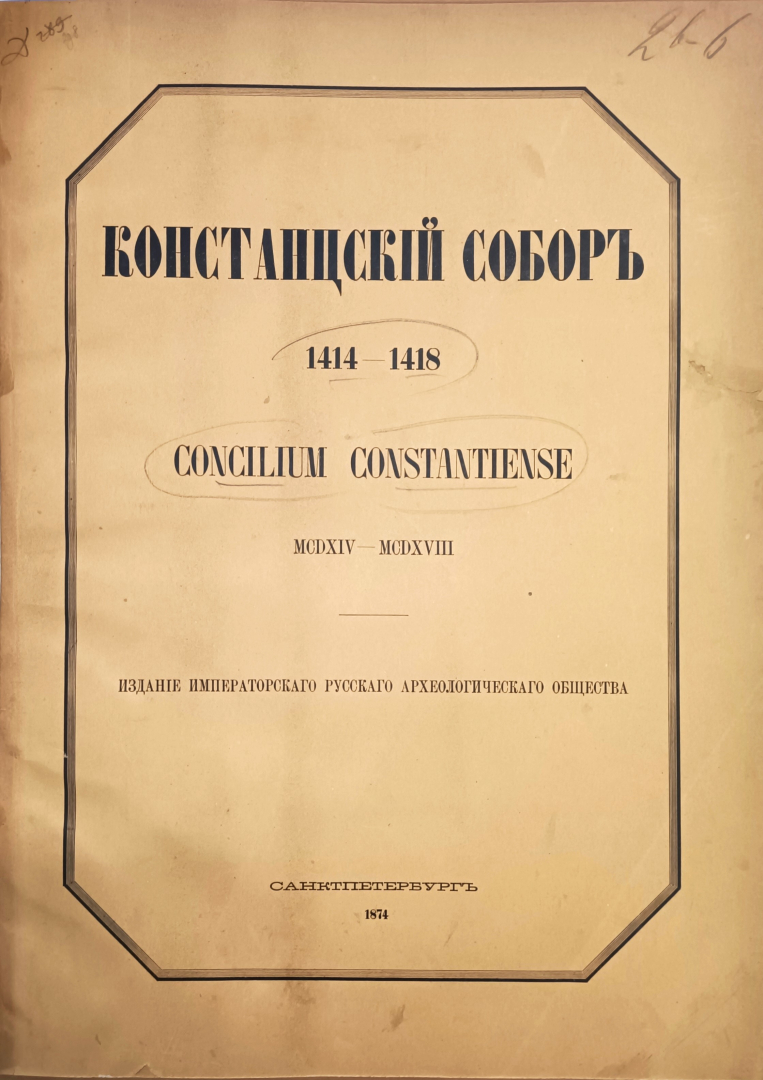 КОНСТАНЦСКІЙ СОБОРЪ
1414 — 1418
CONCILIUM CONSTANTIENSE
MCDXIV — MCDXVIII
ИЗДАНІЕ ИМПЕРАТОРСКАГО РУССКАГО АРХЕОЛОГИЧЕСКАГО ОБЩЕСТВА
САНКТПЕТЕРБУРГЪ
1874